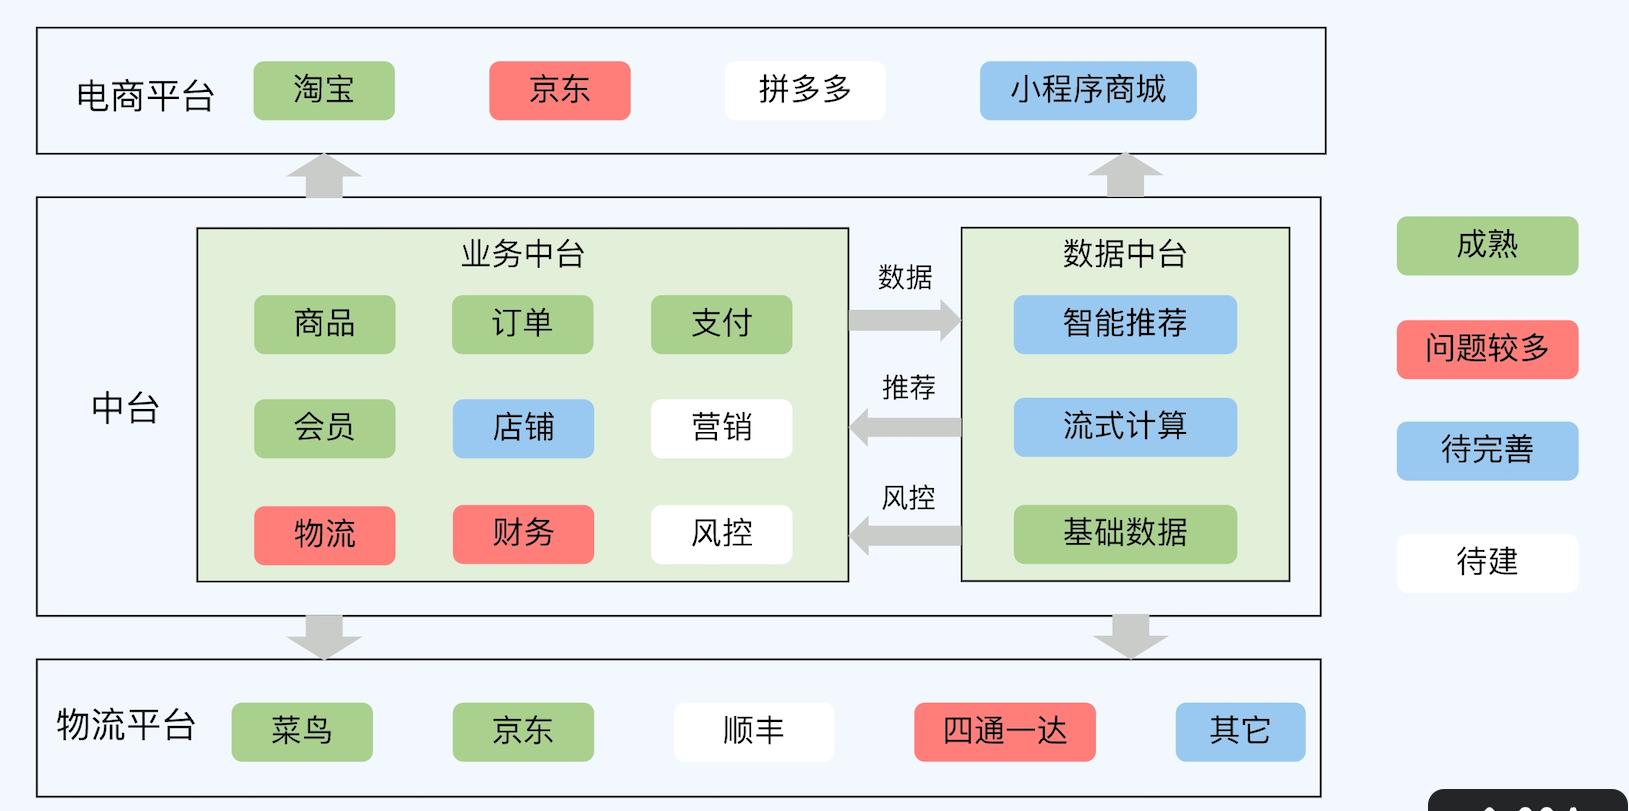 电商平台
淘宝
京东
拼多多
小程序商城
中台
业务中台
商品
订单
支付
会员
店铺
营销
物流
财务
风控
数据
推荐
风控
数据中台
智能推荐
流式计算
基础数据
物流平台
菜鸟
京东
顺丰
四通一达
其它
成熟
问题较多
待完善
待建